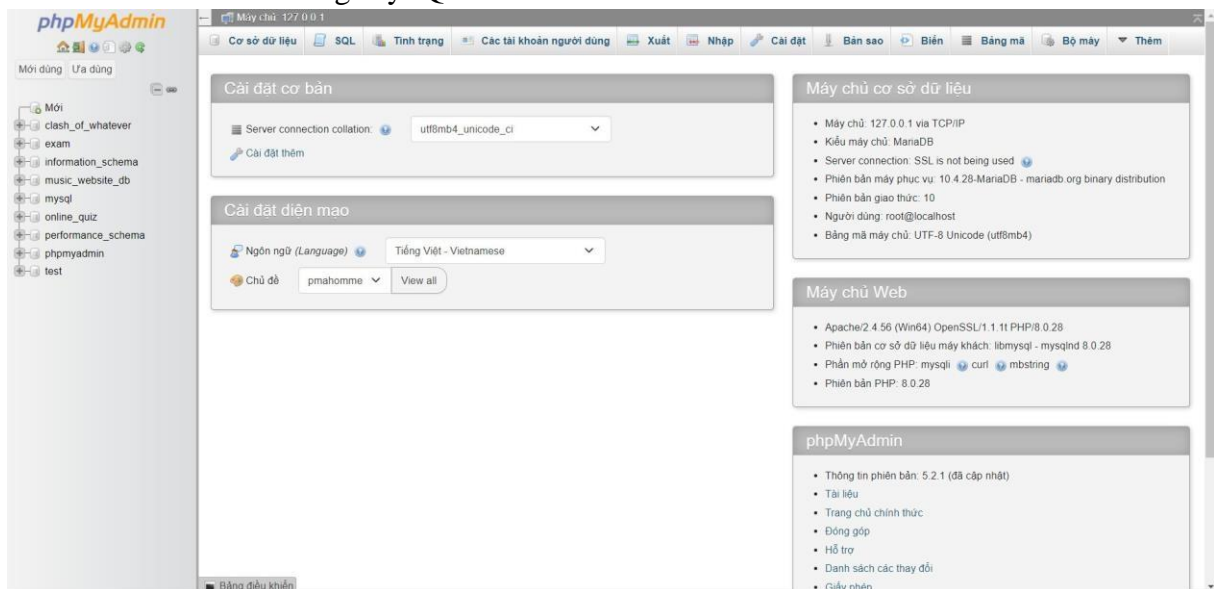 phpMyAdmin
Mới dùng Ưa dùng
Mới
clash_of_whatever
exam
information_schema
music_website_db
mysql
online_quiz
performance_schema
phpmyadmin
test
Máy chủ: 127.0.0.1
Cơ sở dữ liệu SQL Tình trạng Các tài khoản người dùng Xuất Nhập Cài đặt Bản sao Biến Bảng mã Bộ máy Thêm
Cài đặt cơ bản
Server connection collation: utf8mb4_unicode_ci
Cài đặt thêm
Cài đặt diện mạo
Ngôn ngữ (Language) Tiếng Việt - Vietnamese
Chủ đề pmahomme View all
Máy chủ cơ sở dữ liệu
• Máy chủ: 127.0.0.1 via TCP/IP
• Kiểu máy chủ: MariaDB
• Server connection: SSL is not being used
• Phiên bản máy phục vụ: 10.4.28-MariaDB - mariadb.org binary distribution
• Phiên bản giao thức: 10
• Người dùng: root@localhost
• Bảng mã máy chủ: UTF-8 Unicode (utf8mb4)
Máy chủ Web
• Apache/2.4.56 (Win64) OpenSSL/1.1.1t PHP/8.0.28
• Phiên bản cơ sở dữ liệu máy khách: libmysql - mysqlnd 8.0.28
• Phần mở rộng PHP: mysqli curl mbstring
• Phiên bản PHP: 8.0.28
phpMyAdmin
• Thông tin phiên bản: 5.2.1 (đã cập nhật)
• Tài liệu
• Trang chủ chính thức
• Đóng góp
• Hỗ trợ
• Danh sách các thay đổi
• Giấy phép
Bảng điều khiển